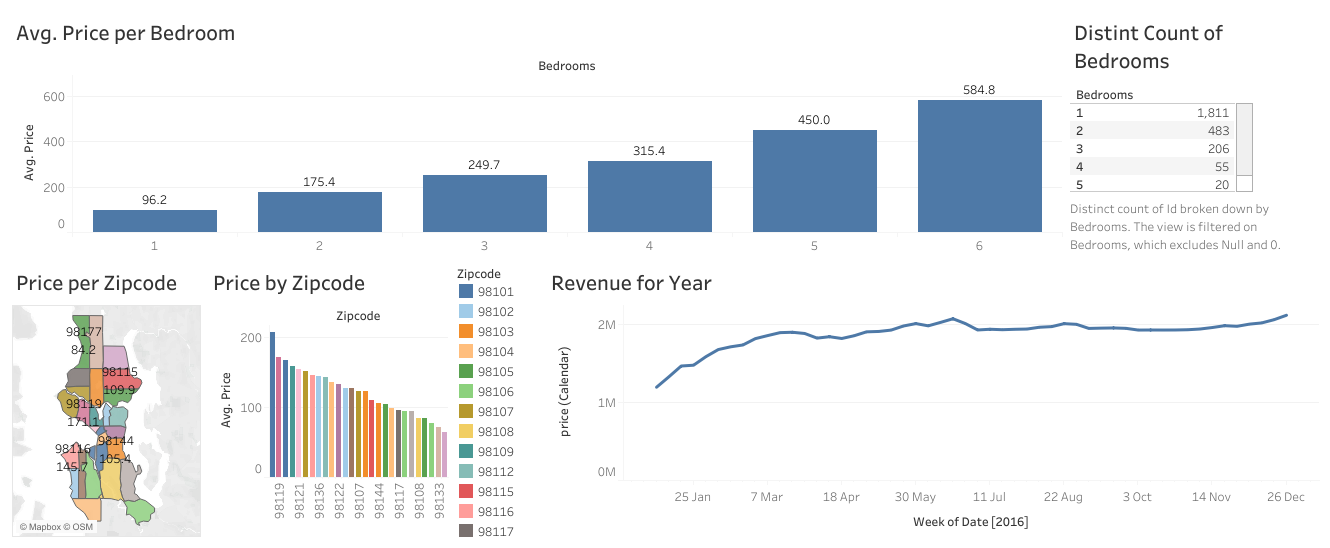 Avg. Price per Bedroom
Bedrooms
Avg. Price
600
400
200
0
96.2
175.4
249.7
315.4
450.0
584.8
1
2
3
4
5
6
Distint Count of
Bedrooms
Bedrooms
1 1,811
2 483
3 206
4 55
5 20
Distinct count of Id broken down by
Bedrooms. The view is filtered on
Bedrooms, which excludes Null and 0.
Price per Zipcode
98177
84.2
98115
109.9
98119
171.1
98144
105.4
98116
145.7
© Mapbox © OSM
Price by Zipcode
Zipcode
Avg. Price
200
100
0
98119
98121
98136
98122
98107
98144
98117
98108
98133
Zipcode
98101
98102
98103
98104
98105
98106
98107
98108
98109
98112
98115
98116
98117
Revenue for Year
price (Calendar)
2M
1M
0M
25 Jan
7 Mar
18 Apr
30 May
11 Jul
22 Aug
3 Oct
14 Nov
26 Dec
Week of Date [2016]